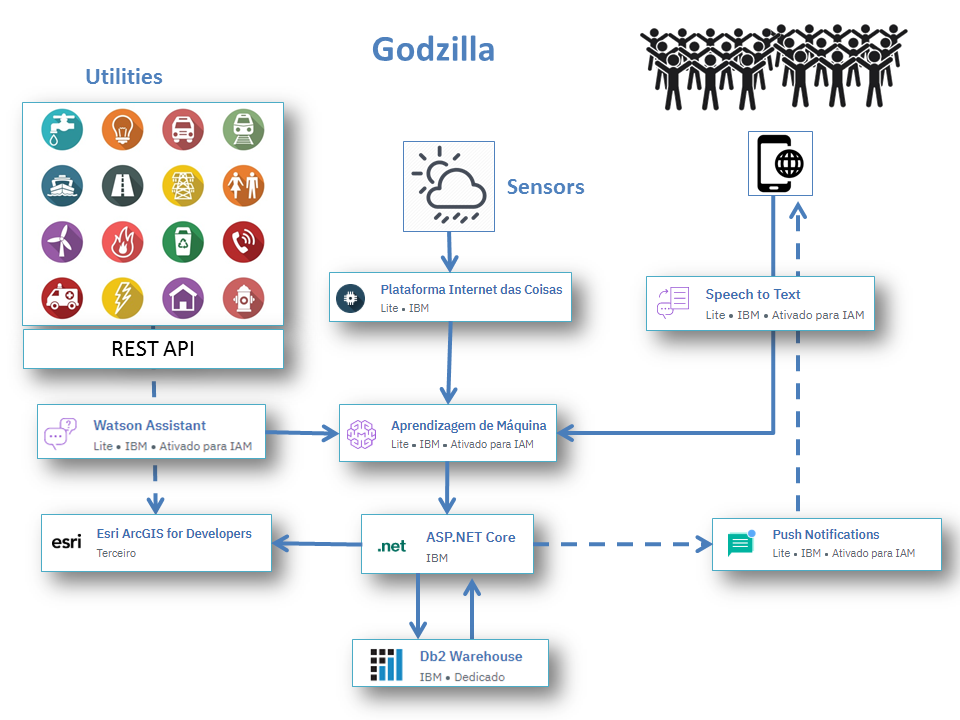 Godzilla
Utilities
Sensors
Plataforma Internet das Coisas
Lite • IBM
Speech to Text
Lite • IBM • Ativado para IAM
REST API
Watson Assistant
Lite • IBM • Ativado para IAM
Aprendizagem de Máquina
Lite • IBM • Ativado para IAM
esri
Esri ArcGIS for Developers
Terceiro
.net
ASP.NET Core
IBM
Push Notifications
Lite • IBM • Ativado para IAM
Db2 Warehouse
IBM • Dedicado